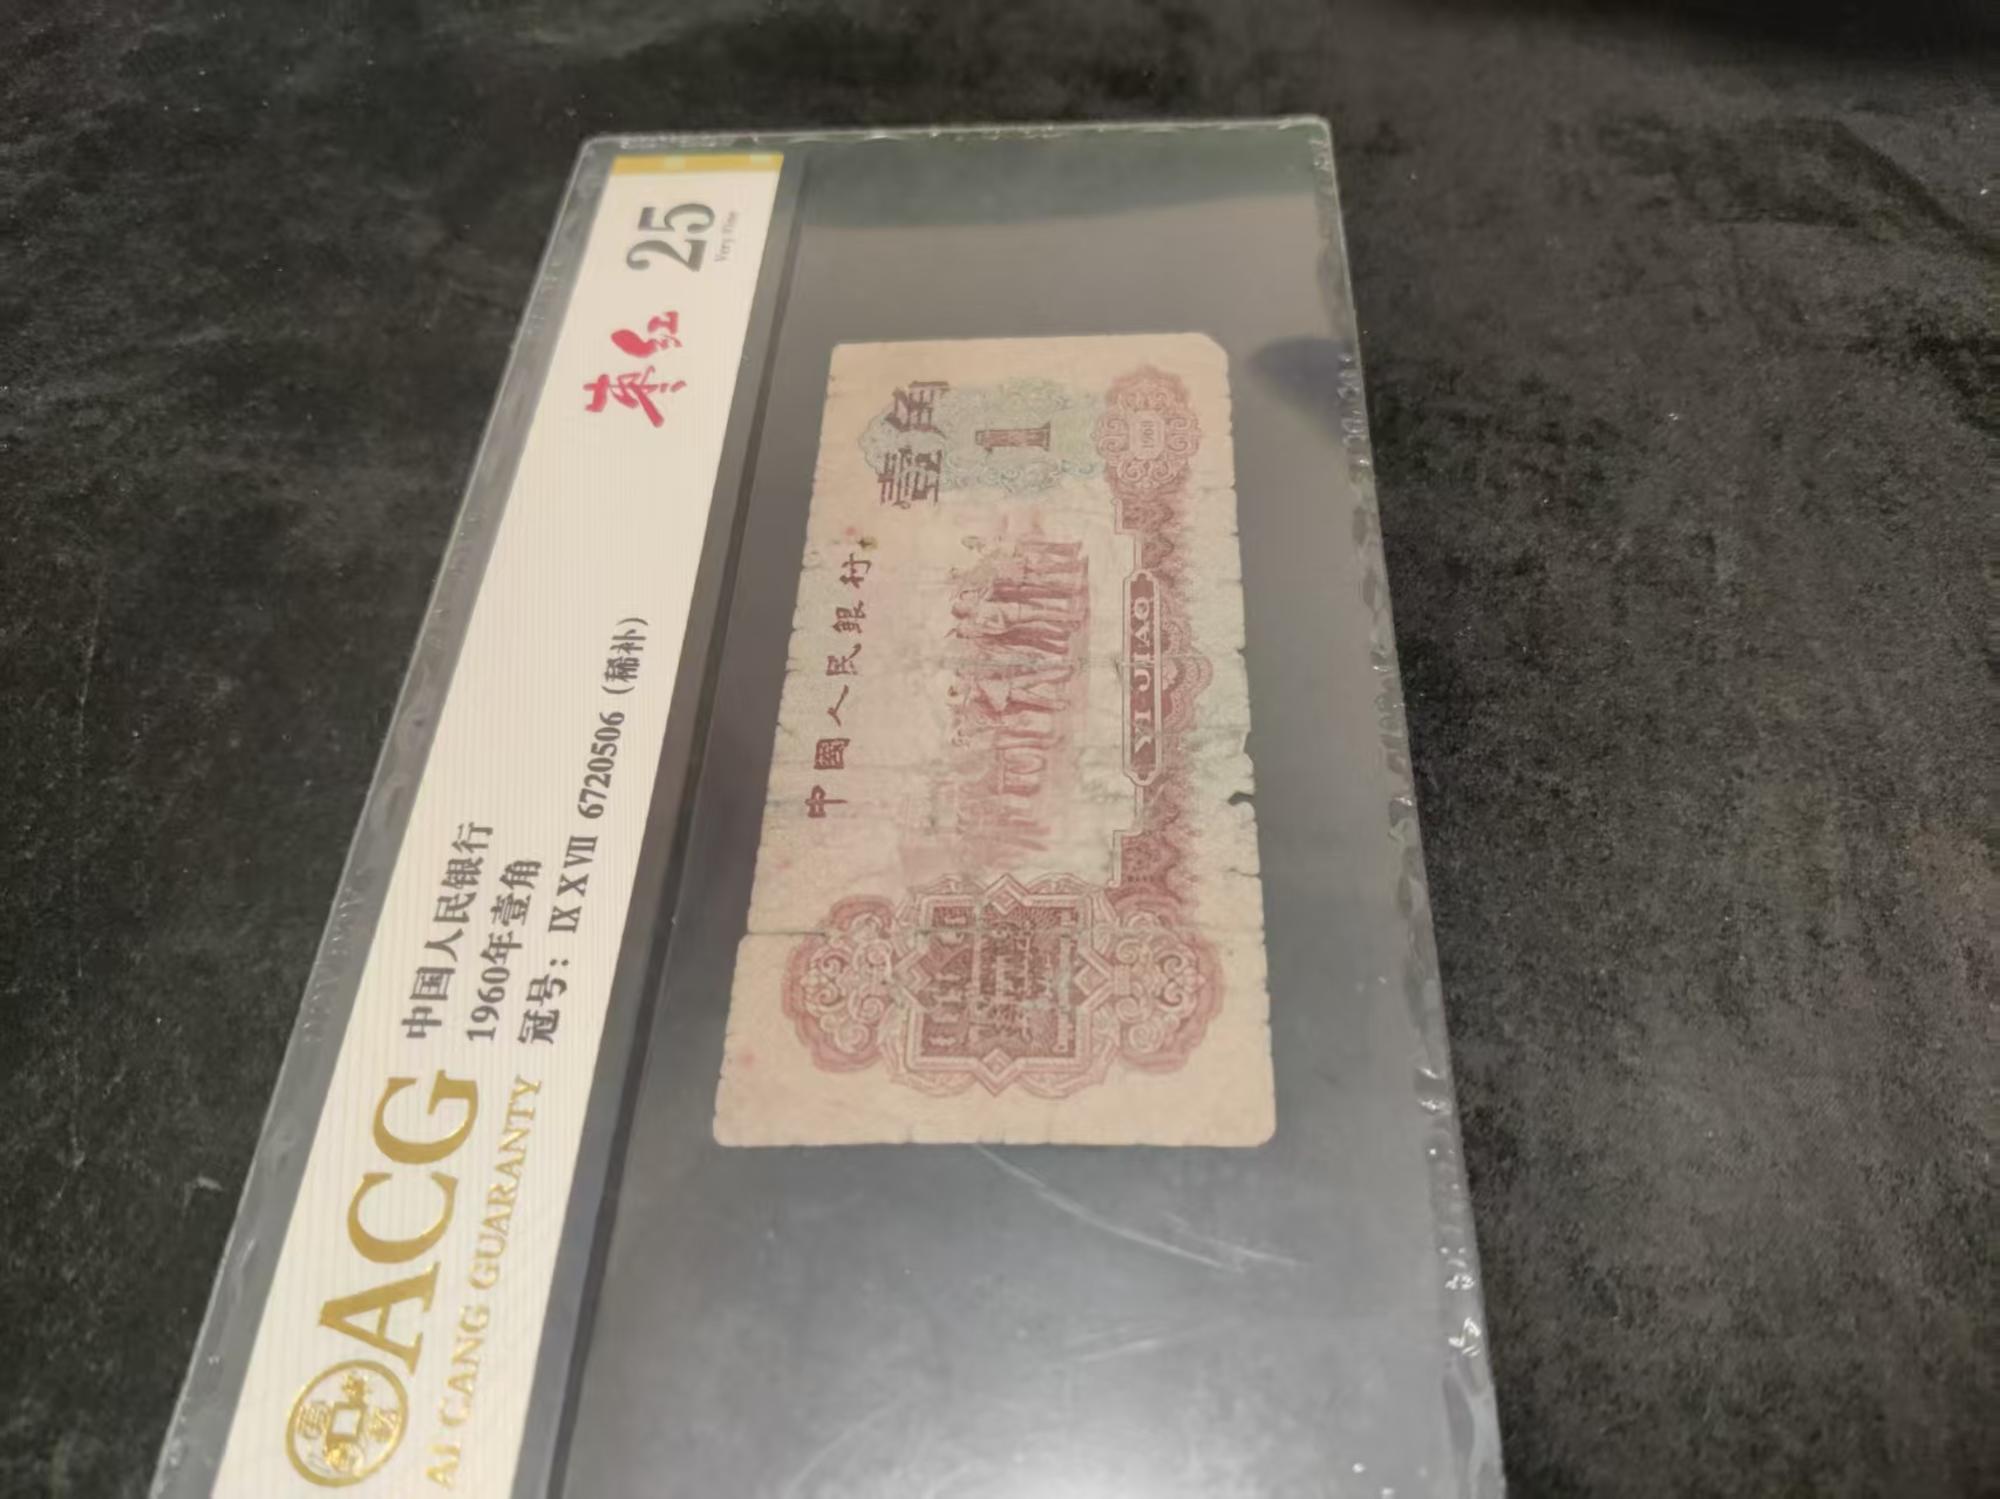 ACG
AI CANG GUARANTY
中国人民银行
1960年壹角
冠号：ⅨⅩⅦ 6720506（稀补）
枣红
25
Very Fine
中國人民銀行
壹角
1
1960
YI JIAO